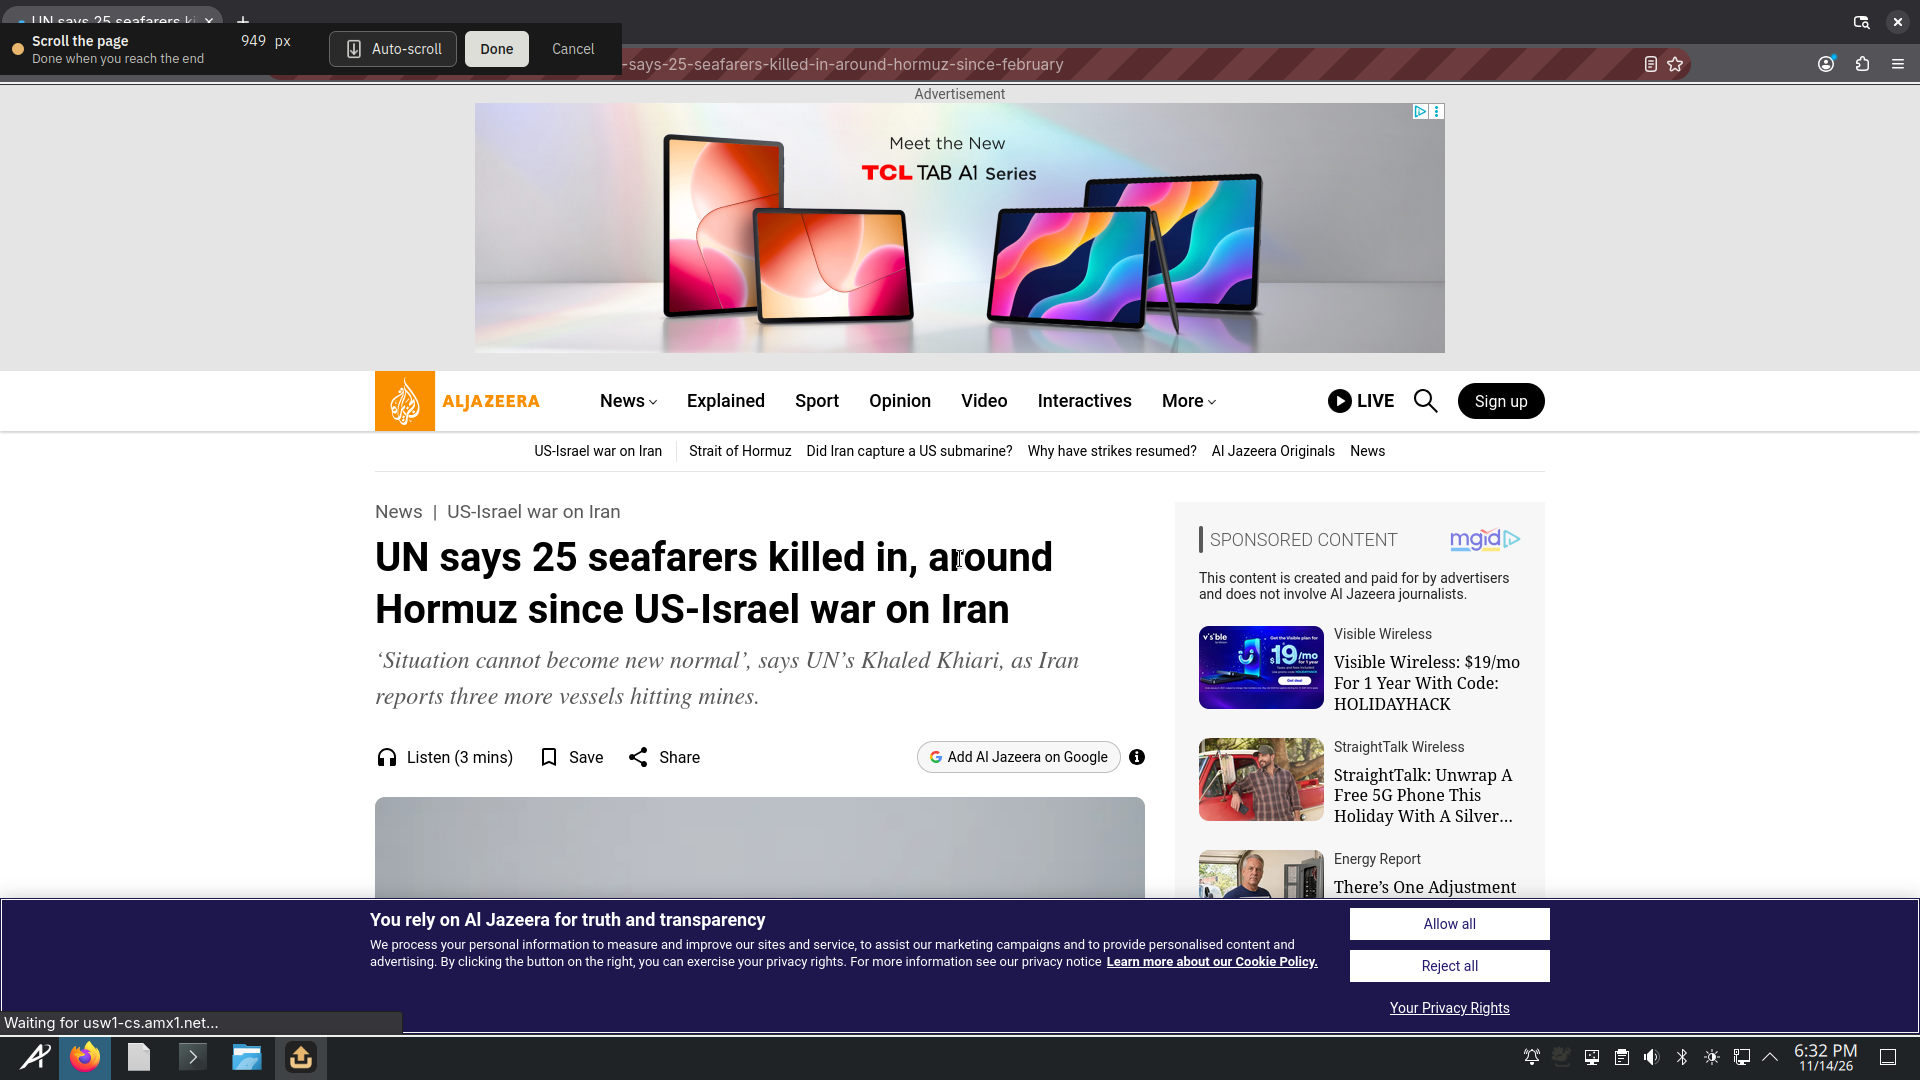 UN says 25 seafarers ki
Scroll the page
Done when you reach the end
949 px
Auto-scroll
Done
Cancel
-says-25-seafarers-killed-in-around-hormuz-since-february
Advertisement
Meet the New
TCL TAB A1 Series
ALJAZEERA
News
Explained
Sport
Opinion
Video
Interactives
More
LIVE
Sign up
US-Israel war on Iran
Strait of Hormuz
Did Iran capture a US submarine?
Why have strikes resumed?
Al Jazeera Originals
News
News | US-Israel war on Iran
UN says 25 seafarers killed in, around
Hormuz since US-Israel war on Iran
‘Situation cannot become new normal’, says UN’s Khaled Khiari, as Iran
reports three more vessels hitting mines.
Listen (3 mins)
Save
Share
Add Al Jazeera on Google
SPONSORED CONTENT
mgid
This content is created and paid for by advertisers
and does not involve Al Jazeera journalists.
Visible Wireless
Visible Wireless: $19/mo
For 1 Year With Code:
HOLIDAYHACK
StraightTalk Wireless
StraightTalk: Unwrap A
Free 5G Phone This
Holiday With A Silver…
Energy Report
There’s One Adjustment
You rely on Al Jazeera for truth and transparency
We process your personal information to measure and improve our sites and service, to assist our marketing campaigns and to provide personalised content and
advertising. By clicking the button on the right, you can exercise your privacy rights. For more information see our privacy notice Learn more about our Cookie Policy.
Allow all
Reject all
Your Privacy Rights
Waiting for usw1-cs.amx1.net…
6:32 PM
11/14/26